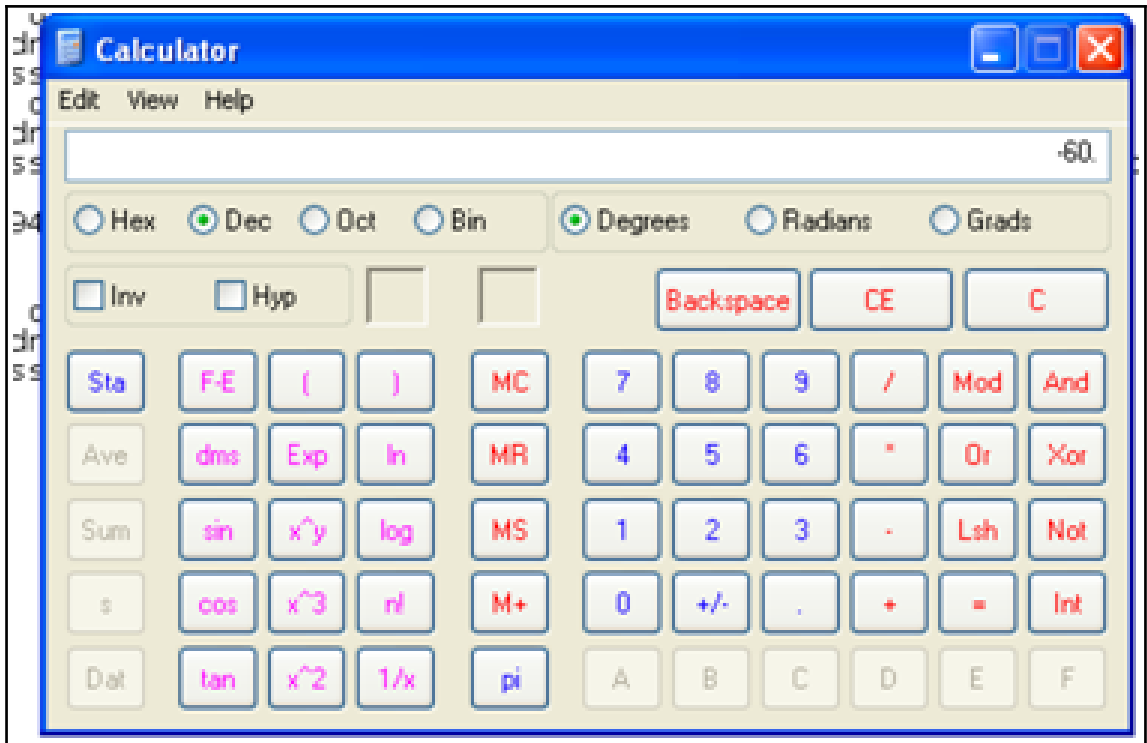 Calculator
Edit View Help
-60.
Hex Dec Oct Bin Degrees Radians Grads
Inv Hyp Backspace CE C
Sta F-E ( ) MC 7 8 9 / Mod And
Ave dms Exp ln MR 4 5 6 * Or Xor
Sum sin x^y log MS 1 2 3 - Lsh Not
s cos x^3 n! M+ 0 +/- . + = Int
Dat tan x^2 1/x pi A B C D E F